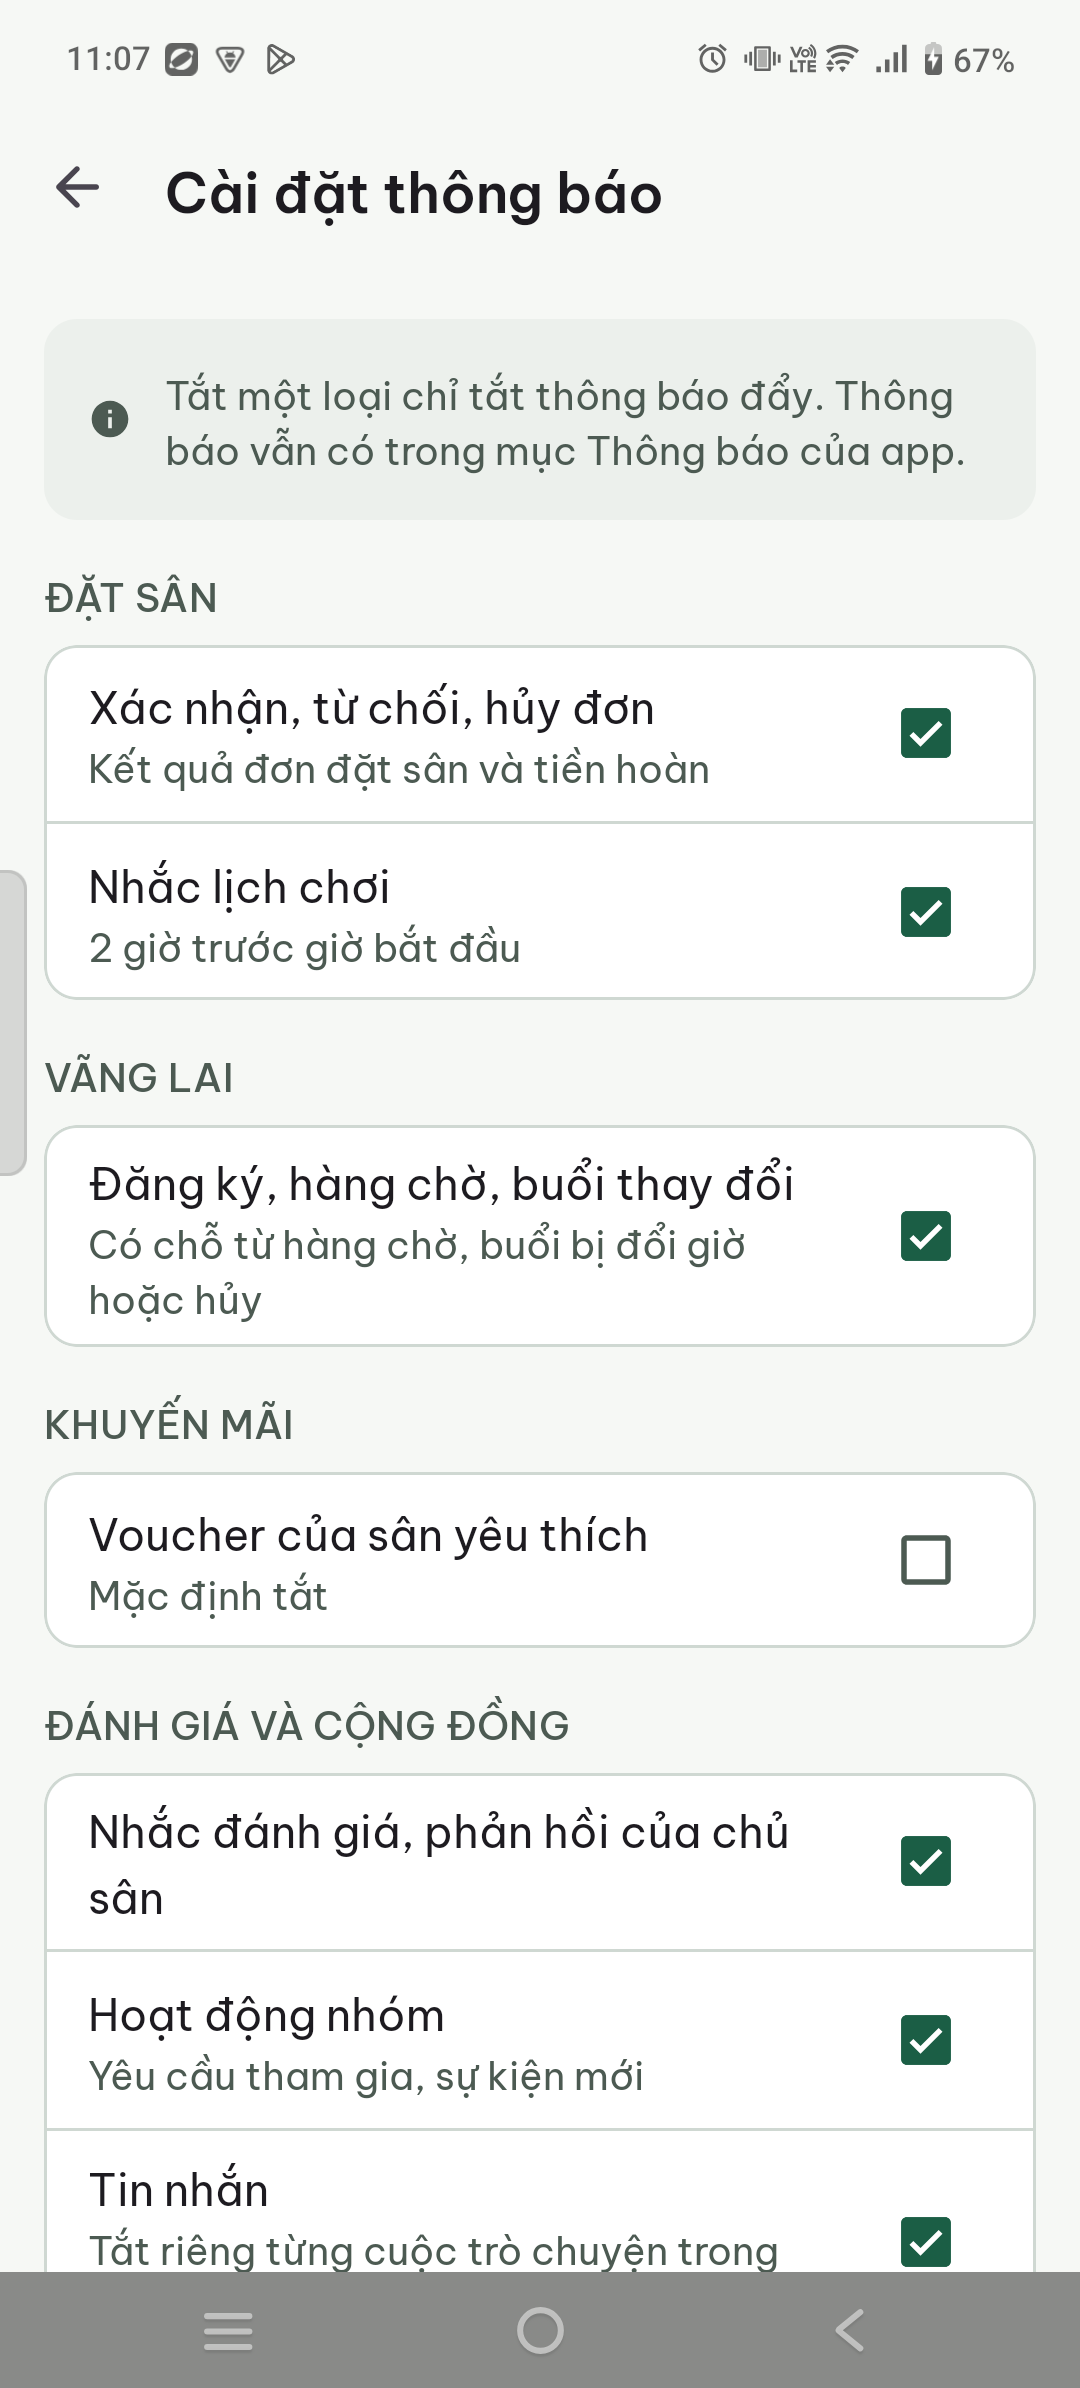 11:07
VO LTE
67%
Cài đặt thông báo
Tắt một loại chỉ tắt thông báo đẩy. Thông
báo vẫn có trong mục Thông báo của app.
ĐẶT SÂN
Xác nhận, từ chối, hủy đơn
Kết quả đơn đặt sân và tiền hoàn
Nhắc lịch chơi
2 giờ trước giờ bắt đầu
VÃNG LAI
Đăng ký, hàng chờ, buổi thay đổi
Có chỗ từ hàng chờ, buổi bị đổi giờ
hoặc hủy
KHUYẾN MÃI
Voucher của sân yêu thích
Mặc định tắt
ĐÁNH GIÁ VÀ CỘNG ĐỒNG
Nhắc đánh giá, phản hồi của chủ
sân
Hoạt động nhóm
Yêu cầu tham gia, sự kiện mới
Tin nhắn
Tắt riêng từng cuộc trò chuyện trong